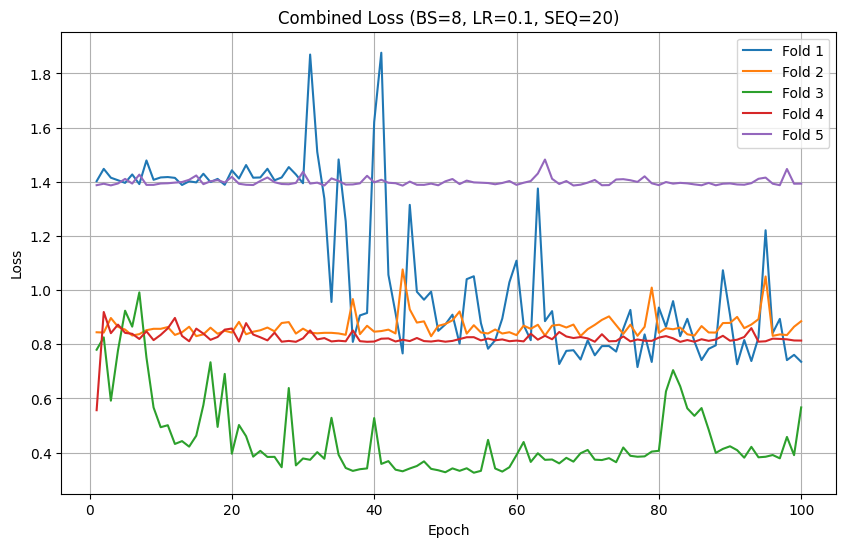 Combined Loss (BS=8, LR=0.1, SEQ=20)
Fold 1
Fold 2
Fold 3
Fold 4
Fold 5
Loss
1.8
1.6
1.4
1.2
1.0
0.8
0.6
0.4
0 20 40 60 80 100
Epoch